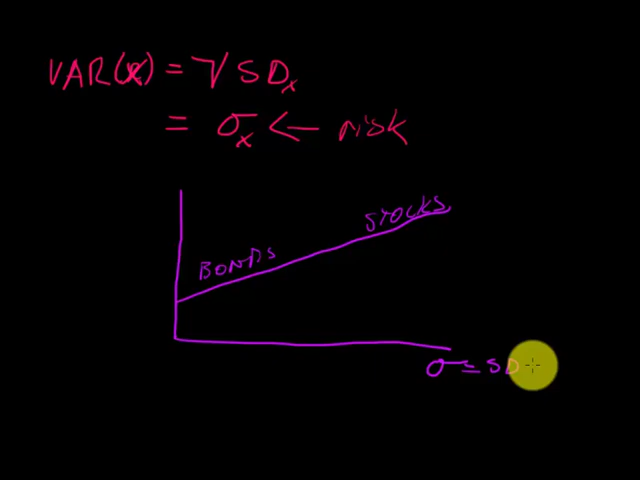 VAR(x) = √SDx
= σx ← risk
STOCKS
BONDS
σ = SD